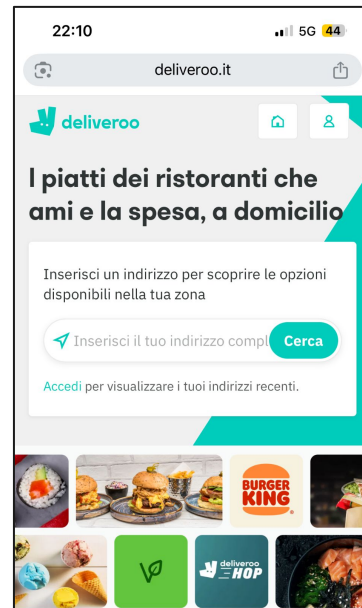 22:10
5G 44
deliveroo.it
deliveroo
I piatti dei ristoranti che
ami e la spesa, a domicilio
Inserisci un indirizzo per scoprire le opzioni
disponibili nella tua zona
Inserisci il tuo indirizzo compl
Cerca
Accedi per visualizzare i tuoi indirizzi recenti.
BURGER
KING
deliveroo
HOP